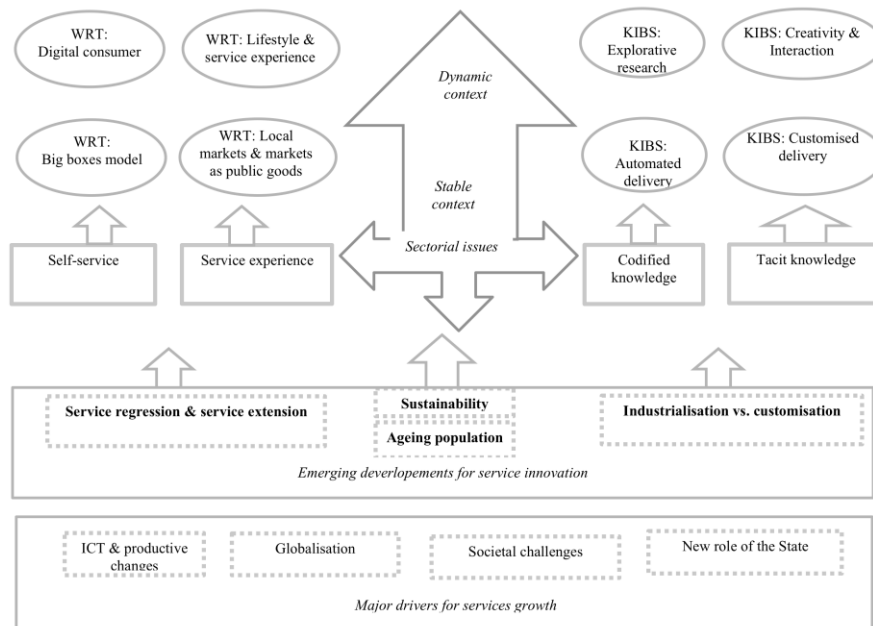 WRT:
Digital consumer
WRT: Lifestyle &
service experience
Dynamic
context
KIBS:
Explorative
research
KIBS: Creativity &
Interaction
WRT:
Big boxes model
WRT: Local
markets & markets
as public goods
Stable
context
KIBS:
Automated
delivery
KIBS: Customised
delivery
Self-service
Service experience
Sectorial issues
Codified
knowledge
Tacit knowledge
Service regression & service extension
Sustainability
Ageing population
Industrialisation vs. customisation
Emerging deverlopements for service innovation
ICT & productive
changes
Globalisation
Societal challenges
New role of the State
Major drivers for services growth